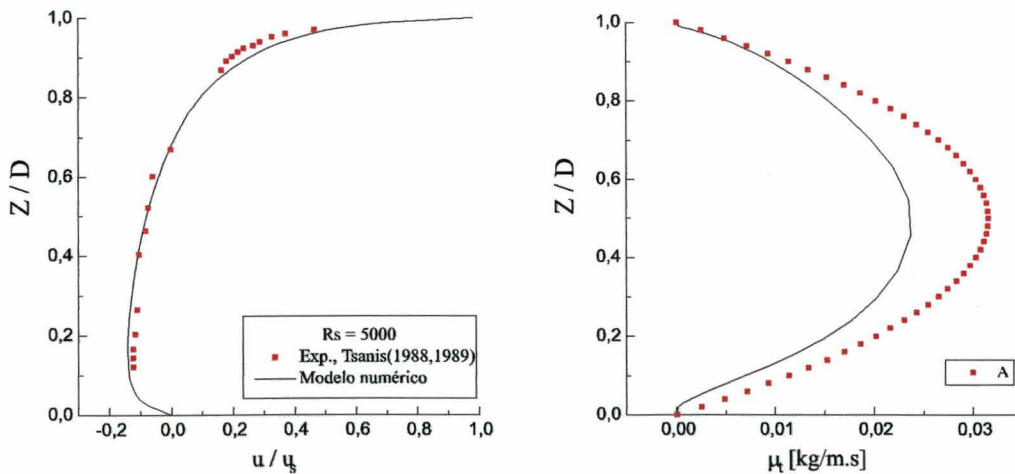 1,0
0,8
0,6
0,4
0,2
0,0
Z / D
-0,2 0,0 0,2 0,4 0,6 0,8 1,0
u / uₛ
Rs = 5000
Exp., Tsanis(1988,1989)
Modelo numérico
1,0
0,8
0,6
0,4
0,2
0,0
Z / D
0,00 0,01 0,02 0,03
μₜ [kg/m.s]
A